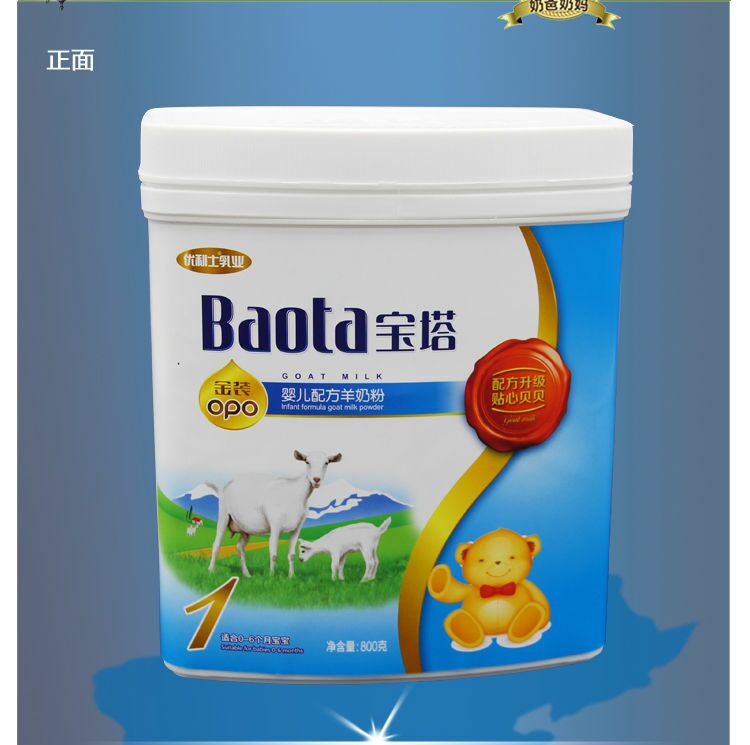 奶爸奶妈
正面
优利士乳业
Baota宝塔
GOAT MILK
金装
OPO
婴儿配方羊奶粉
Infant formula goat milk powder
配方升级
贴心贝贝
Goat milk
1
适合0-6个月宝宝
Suitable for babies 0-6 months
净含量:800克